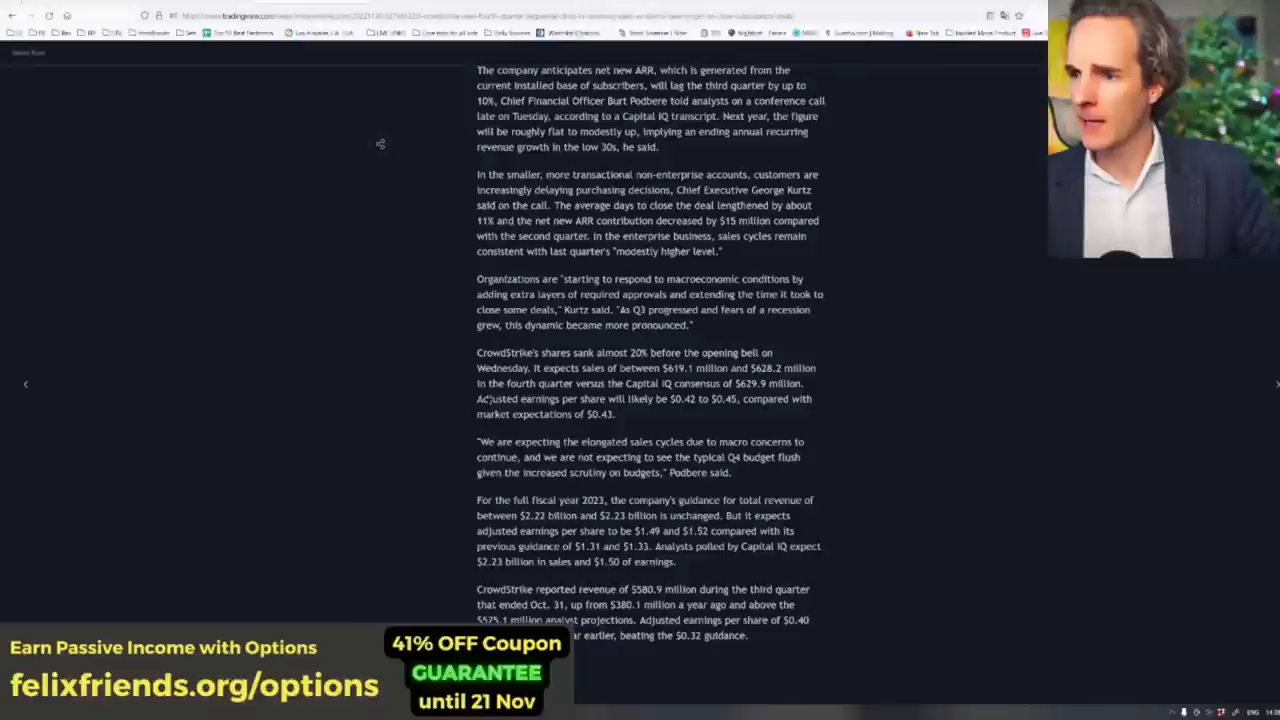 The company anticipates net new ARR, which is generated from the
current installed base of subscribers, will lag the third quarter by up to
10%, Chief Financial Officer Burt Podbere told analysts on a conference call
late on Tuesday, according to a Capital IQ transcript. Next year, the figure
will be roughly flat to modestly up, implying an ending annual recurring
revenue growth in the low 30s, he said.
In the smaller, more transactional non-enterprise accounts, customers are
increasingly delaying purchasing decisions, Chief Executive George Kurtz
said on the call. The average days to close the deal lengthened by about
11% and the net new ARR contribution decreased by $15 million compared
with the second quarter. In the enterprise business, sales cycles remain
consistent with last quarter's "modestly higher level."
Organizations are "starting to respond to macroeconomic conditions by
adding extra layers of required approvals and extending the time it took to
close some deals," Kurtz said. "As Q3 progressed and fears of a recession
grew, this dynamic became more pronounced."
CrowdStrike's shares sank almost 20% before the opening bell on
Wednesday. It expects sales of between $619.1 million and $628.2 million
in the fourth quarter versus the Capital IQ consensus of $629.9 million.
Adjusted earnings per share will likely be $0.42 to $0.45, compared with
market expectations of $0.43.
"We are expecting the elongated sales cycles due to macro concerns to
continue, and we are not expecting to see the typical Q4 budget flush
given the increased scrutiny on budgets," Podbere said.
For the full fiscal year 2023, the company's guidance for total revenue of
between $2.22 billion and $2.23 billion is unchanged. But it expects
adjusted earnings per share to be $1.49 and $1.52 compared with its
previous guidance of $1.31 and $1.33. Analysts polled by Capital IQ expect
$2.23 billion in sales and $1.50 of earnings.
CrowdStrike reported revenue of $580.9 million during the third quarter
that ended Oct. 31, up from $380.1 million a year ago and above the
$575.1 million analyst projections. Adjusted earnings per share of $0.40
ar earlier, beating the $0.32 guidance.
Earn Passive Income with Options
felixfriends.org/options
41% OFF Coupon
GUARANTEE
until 21 Nov
ENG